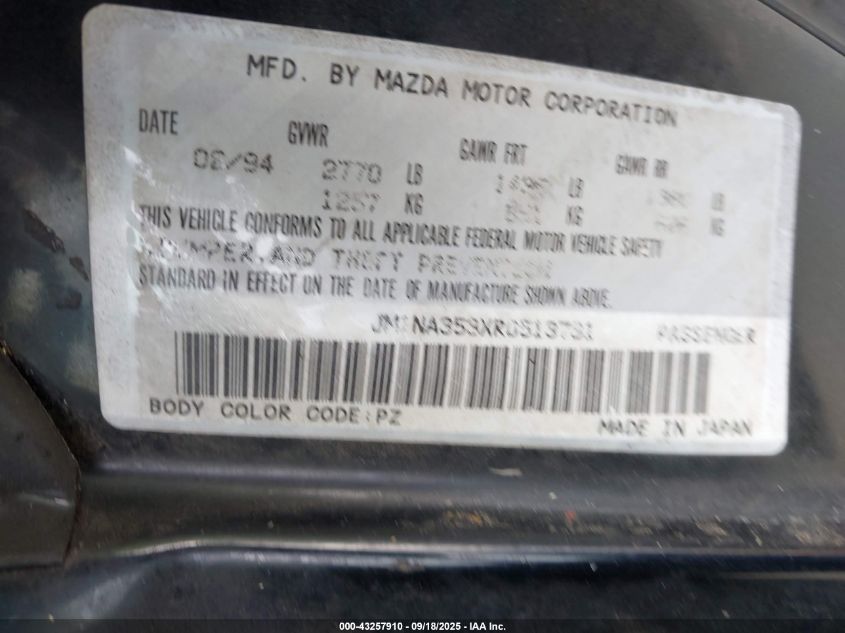 MFD. BY MAZDA MOTOR CORPORATION
DATE GVWR GAWR FRT GAWR RR
02/94 2770 LB LB LB
1257 KG KG KG
THIS VEHICLE CONFORMS TO ALL APPLICABLE FEDERAL MOTOR VEHICLE SAFETY
,BUMPER,AND THEFT PREVENTION
STANDARD IN EFFECT ON THE DATE OF MANUFACTURE SHOWN ABOVE.
PASSENGER
BODY COLOR CODE:PZ MADE IN JAPAN
000-43257910 - 09/18/2025 - IAA Inc.